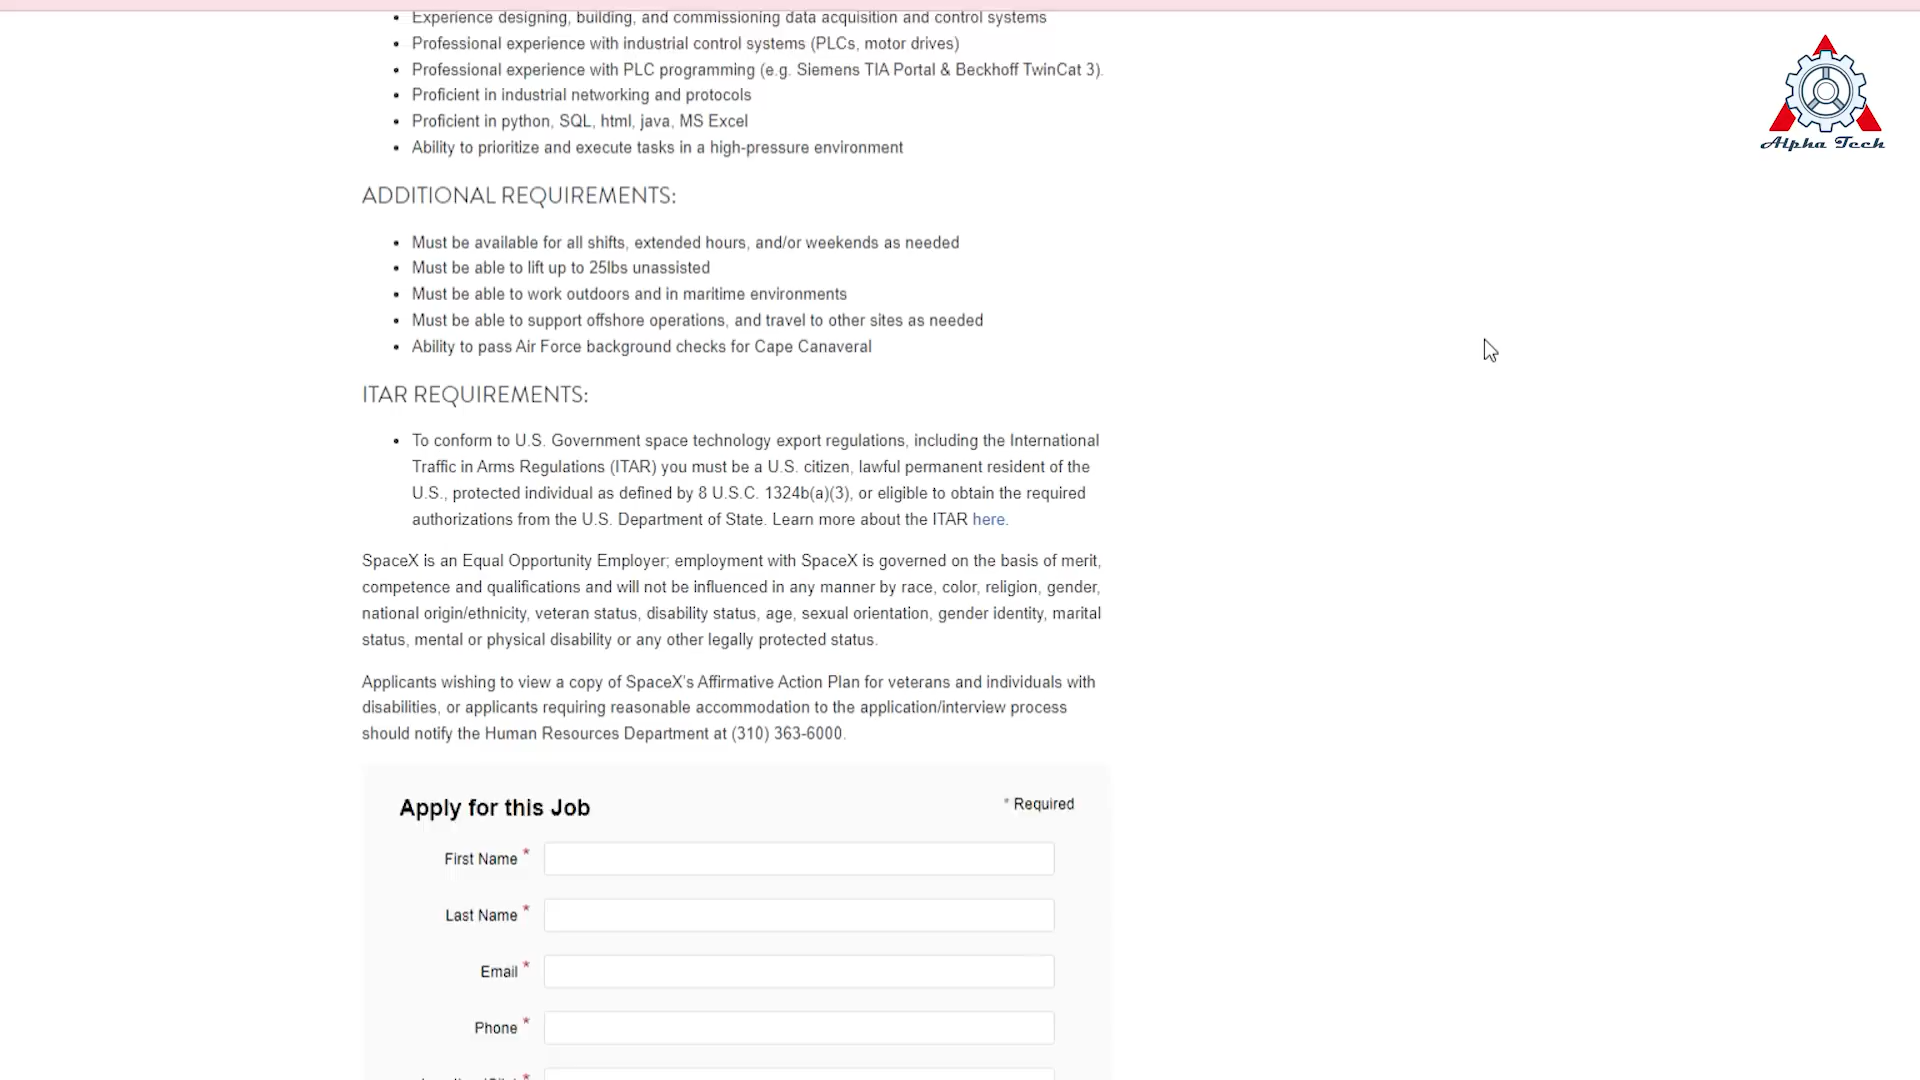 Experience designing, building, and commissioning data acquisition and control systems
Professional experience with industrial control systems (PLCs, motor drives)
Professional experience with PLC programming (e.g. Siemens TIA Portal & Beckhoff TwinCat 3).
Proficient in industrial networking and protocols
Proficient in python, SQL, html, java, MS Excel
Ability to prioritize and execute tasks in a high-pressure environment
Alpha Tech
ADDITIONAL REQUIREMENTS:
Must be available for all shifts, extended hours, and/or weekends as needed
Must be able to lift up to 25lbs unassisted
Must be able to work outdoors and in maritime environments
Must be able to support offshore operations, and travel to other sites as needed
Ability to pass Air Force background checks for Cape Canaveral
ITAR REQUIREMENTS:
To conform to U.S. Government space technology export regulations, including the International
Traffic in Arms Regulations (ITAR) you must be a U.S. citizen, lawful permanent resident of the
U.S., protected individual as defined by 8 U.S.C. 1324b(a)(3), or eligible to obtain the required
authorizations from the U.S. Department of State. Learn more about the ITAR here.
SpaceX is an Equal Opportunity Employer; employment with SpaceX is governed on the basis of merit,
competence and qualifications and will not be influenced in any manner by race, color, religion, gender,
national origin/ethnicity, veteran status, disability status, age, sexual orientation, gender identity, marital
status, mental or physical disability or any other legally protected status.
Applicants wishing to view a copy of SpaceX's Affirmative Action Plan for veterans and individuals with
disabilities, or applicants requiring reasonable accommodation to the application/interview process
should notify the Human Resources Department at (310) 363-6000.
Apply for this Job
* Required
First Name *
Last Name *
Email *
Phone *